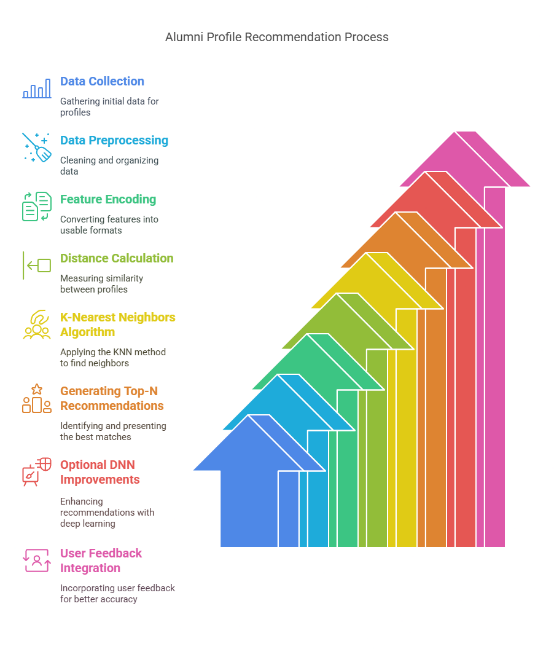 Alumni Profile Recommendation Process
Data Collection
Gathering initial data for
profiles
Data Preprocessing
Cleaning and organizing
data
Feature Encoding
Converting features into
usable formats
Distance Calculation
Measuring similarity
between profiles
K-Nearest Neighbors
Algorithm
Applying the KNN method
to find neighbors
Generating Top-N
Recommendations
Identifying and presenting
the best matches
Optional DNN
Improvements
Enhancing
recommendations with
deep learning
User Feedback
Integration
Incorporating user feedback
for better accuracy